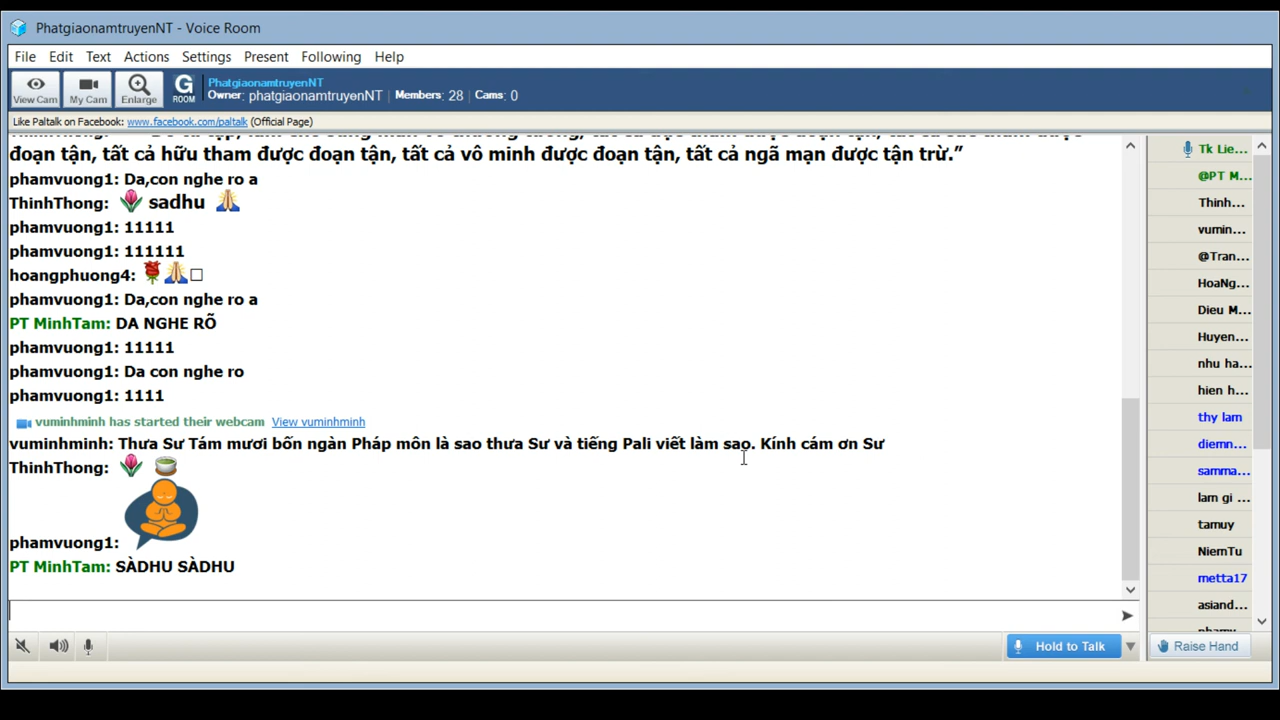 PhatgiaonamtruyenNT - Voice Room
File Edit Text Actions Settings Present Following Help
View Cam My Cam Enlarge G ROOM
PhatgiaonamtruyenNT
Owner: phatgiaonamtruyenNT Members: 28 Cams: 0
Like Paltalk on Facebook: www.facebook.com/paltalk (Official Page)
đoạn tận, tất cả hữu tham được đoạn tận, tất cả vô minh được đoạn tận, tất cả ngã mạn được tận trừ.”
phamvuong1: Da,con nghe ro a
ThinhThong: sadhu
phamvuong1: 11111
phamvuong1: 111111
hoangphuong4:
phamvuong1: Da,con nghe ro a
PT MinhTam: DA NGHE RÕ
phamvuong1: 11111
phamvuong1: Da con nghe ro
phamvuong1: 1111
vuminhminh has started their webcam View vuminhminh
vuminhminh: Thưa Sư Tám mươi bốn ngàn Pháp môn là sao thưa Sư và tiếng Pali viết làm sao. Kính cám ơn Sư
ThinhThong:
phamvuong1:
PT MinhTam: SÀDHU SÀDHU
Tk Lie...
@PT M...
Thinh...
vumin...
@Tran...
HoaNg...
Dieu M...
Huyen...
nhu ha...
hien h...
thy lam
diemn...
samma...
lam gi ...
tamuy
NiemTu
metta17
asiand...
Hold to Talk
Raise Hand